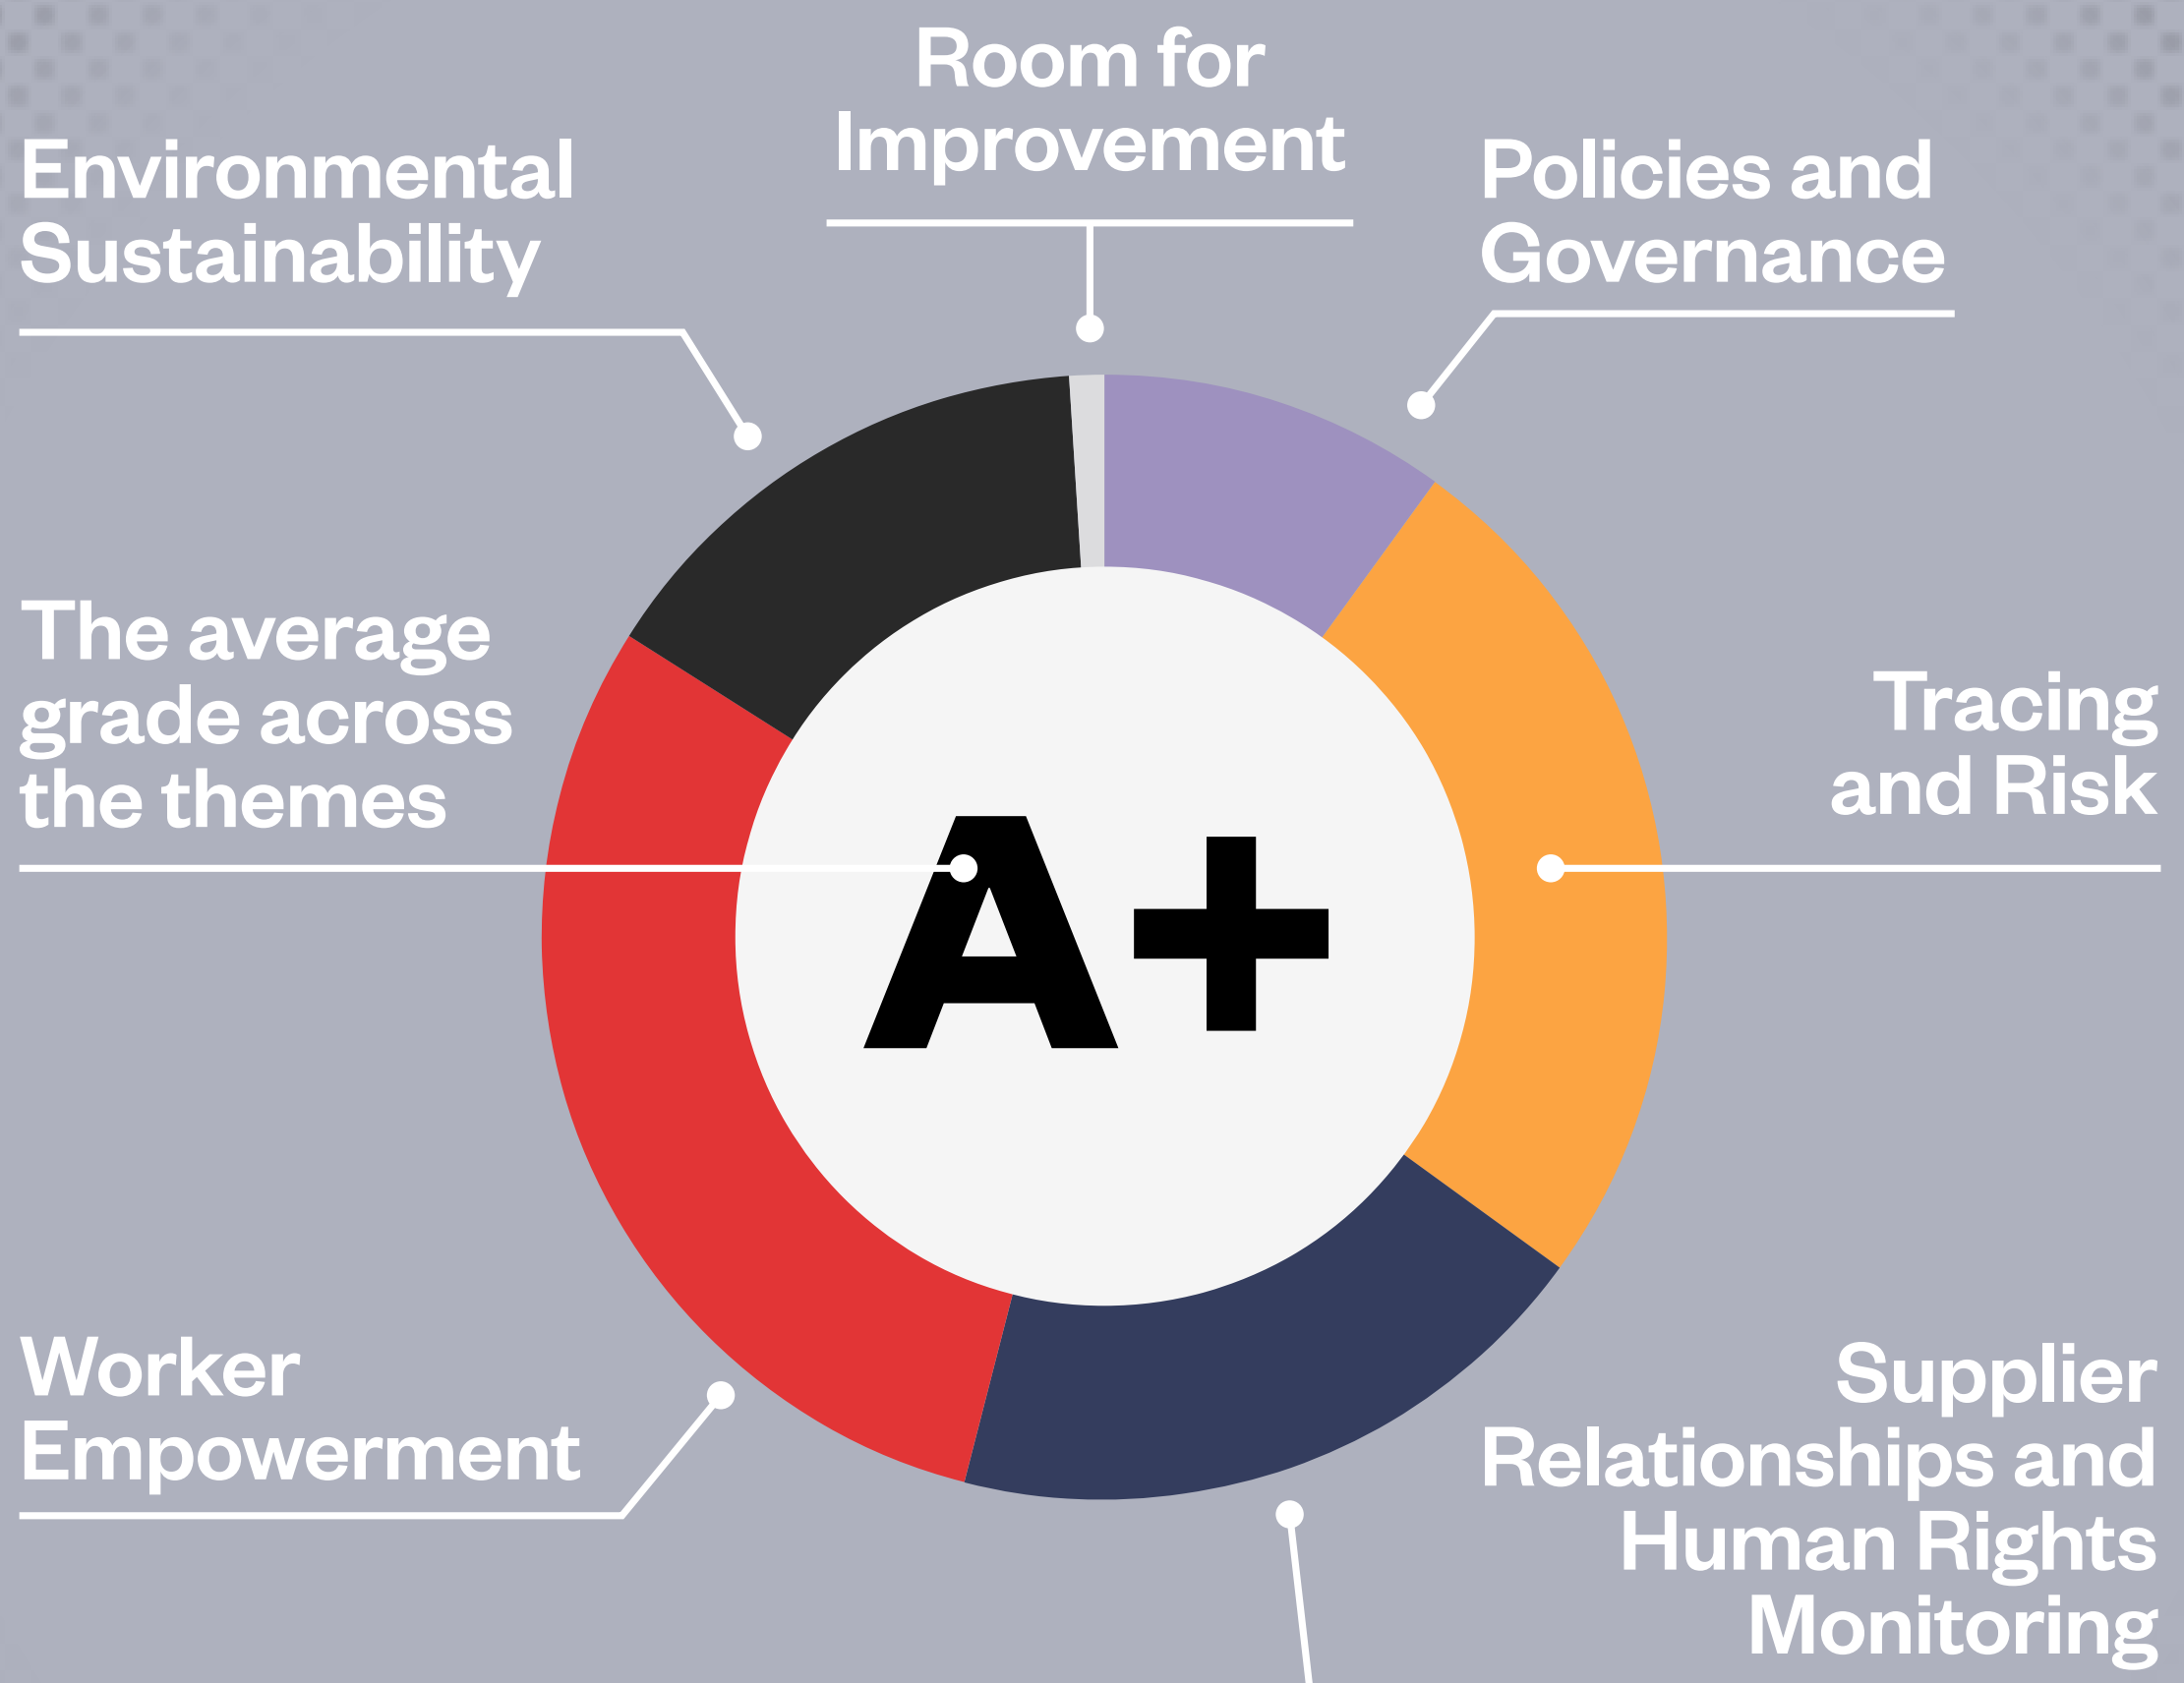 Room for
Improvement
Environmental
Sustainability
Policies and
Governance
The average
grade across
the themes
Tracing
and Risk
A+
Worker
Empowerment
Supplier
Relationships and
Human Rights
Monitoring